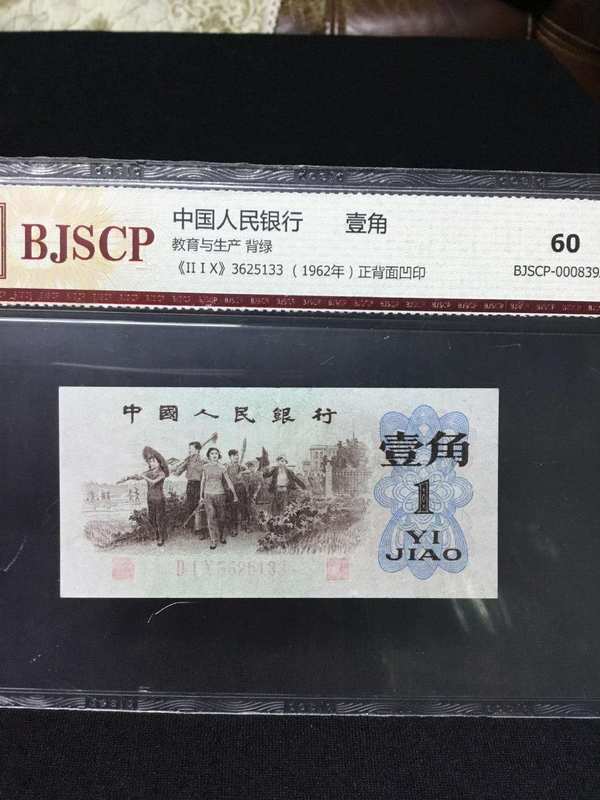 BJSCP
中国人民银行 壹角
教育与生产 背绿
《II I X》3625133 （1962年）正背面凹印
60
BJSCP-000839
中國人民銀行
壹角
1
YI
JIAO